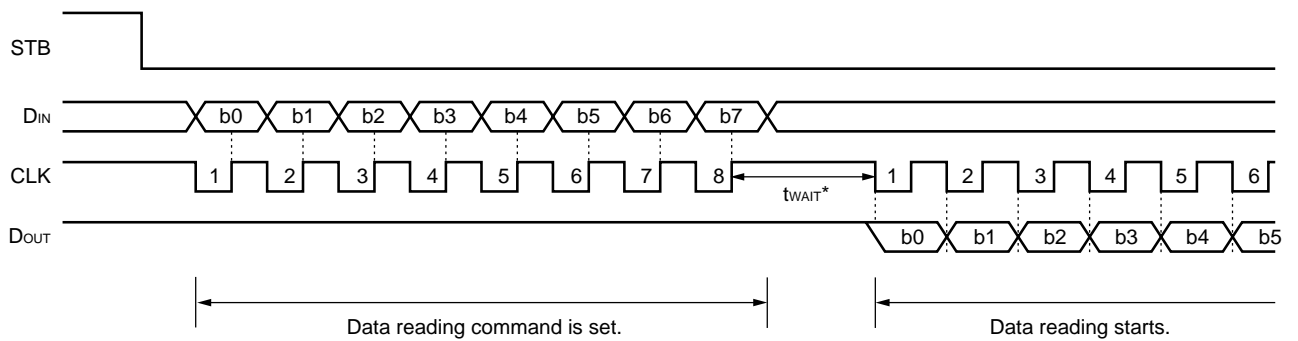 STB
DIN b0 b1 b2 b3 b4 b5 b6 b7
CLK 1 2 3 4 5 6 7 8 1 2 3 4 5 6
tWAIT*
DOUT b0 b1 b2 b3 b4 b5
Data reading command is set. Data reading starts.